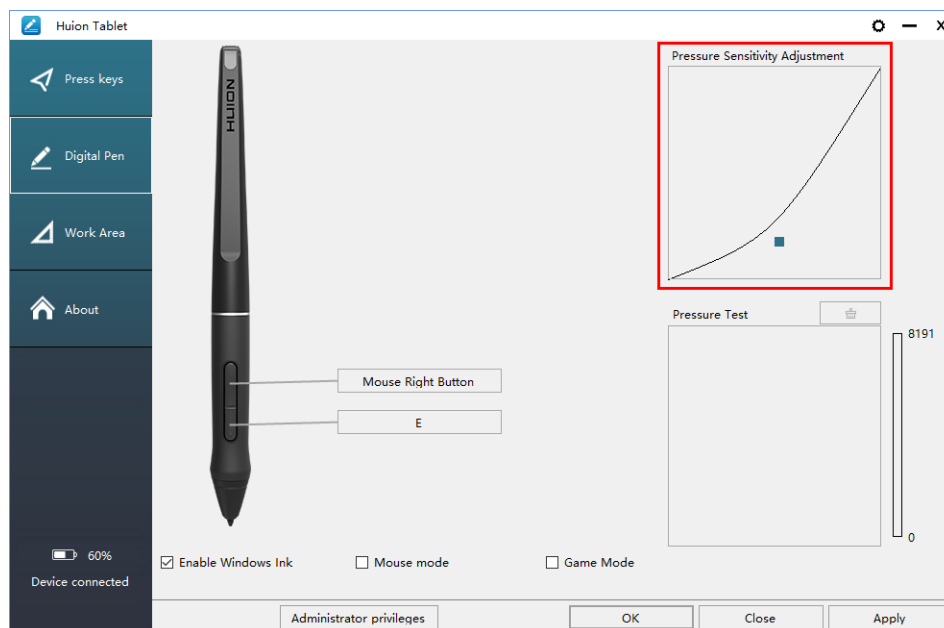 Huion Tablet
Press keys
Digital Pen
Work Area
About
60%
Device connected
HUION
Mouse Right Button
E
Pressure Sensitivity Adjustment
Pressure Test
8191
0
Enable Windows Ink
Mouse mode
Game Mode
Administrator privileges
OK
Close
Apply